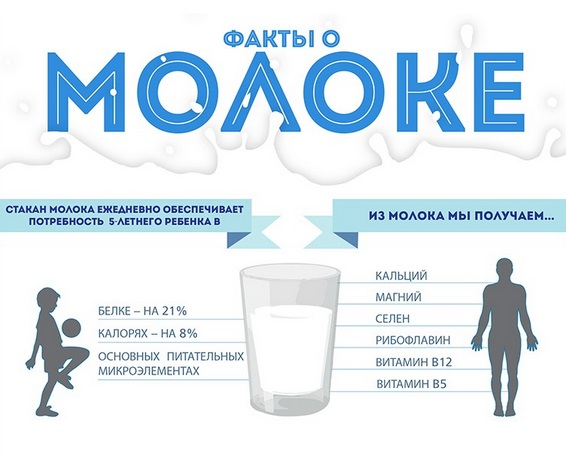 ФАКТЫ О
МОЛОКЕ
СТАКАН МОЛОКА ЕЖЕДНЕВНО ОБЕСПЕЧИВАЕТ
ПОТРЕБНОСТЬ 5-ЛЕТНЕГО РЕБЕНКА В
ИЗ МОЛОКА МЫ ПОЛУЧАЕМ...
БЕЛКЕ – НА 21%
КАЛОРЯХ – НА 8%
ОСНОВНЫХ ПИТАТЕЛЬНЫХ
МИКРОЭЛЕМЕНТАХ
КАЛЬЦИЙ
МАГНИЙ
СЕЛЕН
РИБОФЛАВИН
ВИТАМИН В12
ВИТАМИН В5